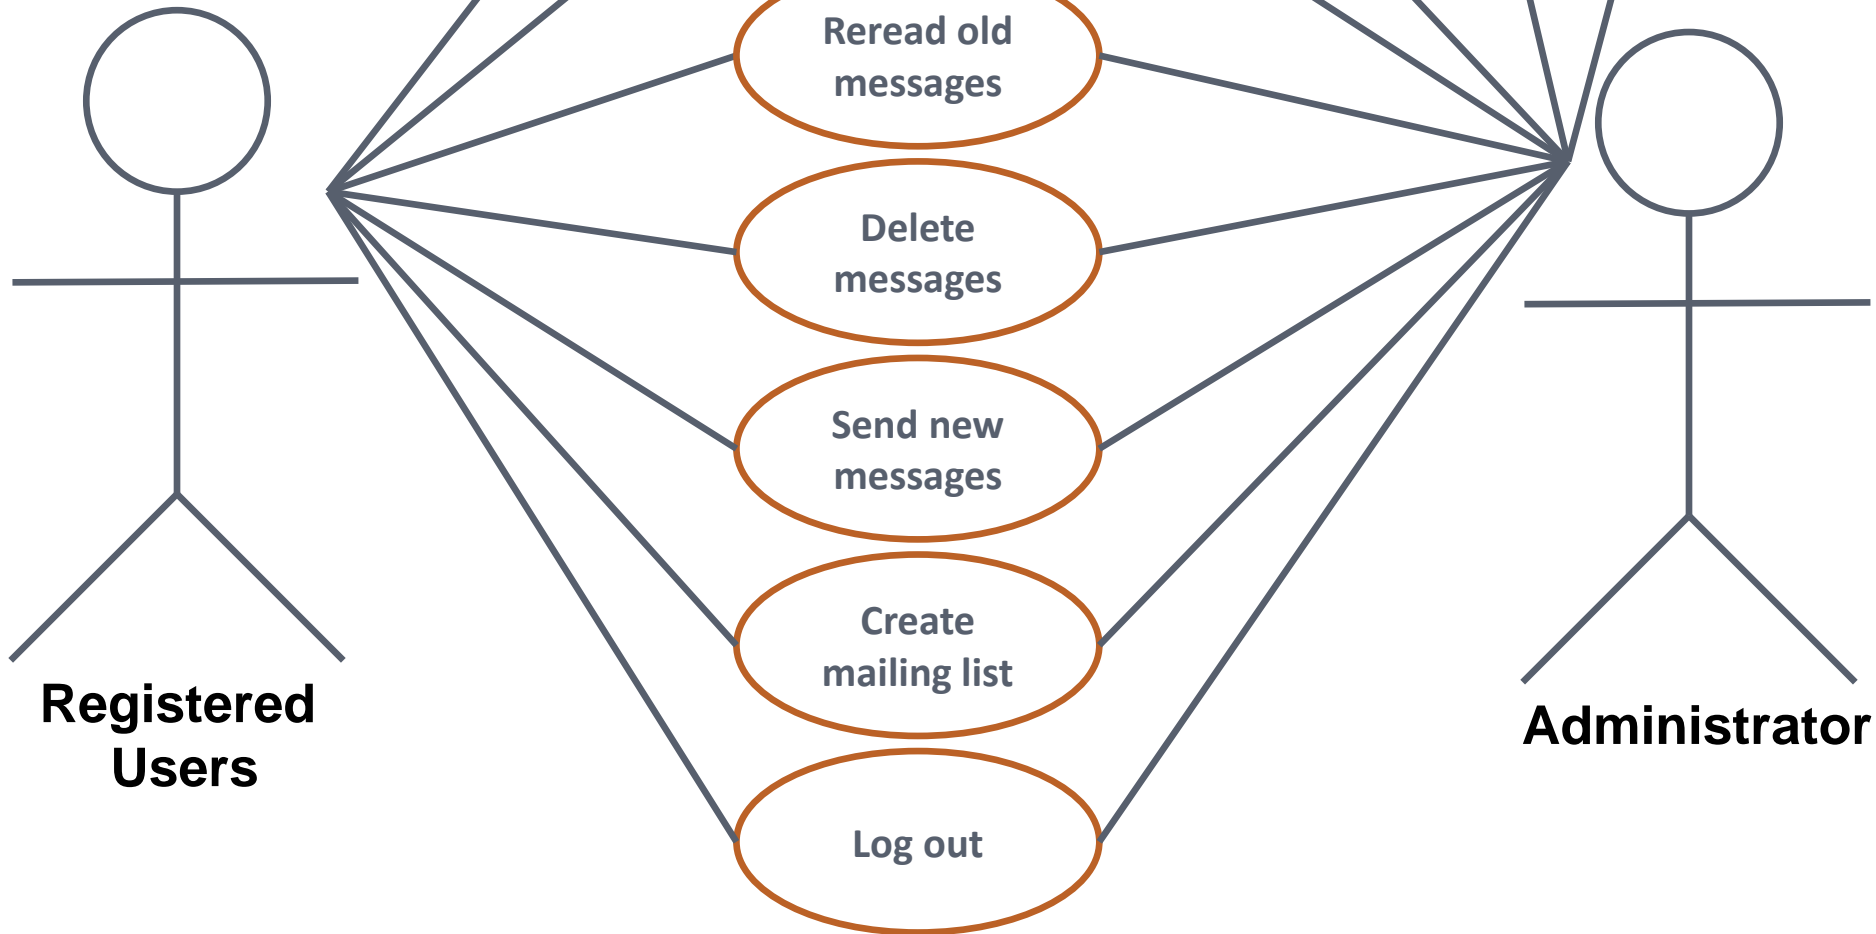 Reread old
messages
Delete
messages
Send new
messages
Create
mailing list
Registered
Users
Administrator
Log out